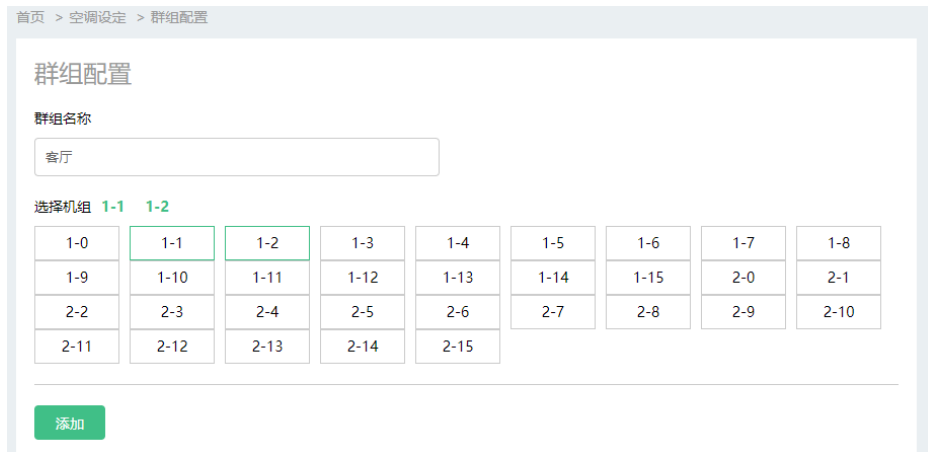 首页 > 空调设定 > 群组配置
群组配置
群组名称
客厅
选择机组 1-1 1-2
1-0 1-1 1-2 1-3 1-4 1-5 1-6 1-7 1-8
1-9 1-10 1-11 1-12 1-13 1-14 1-15 2-0 2-1
2-2 2-3 2-4 2-5 2-6 2-7 2-8 2-9 2-10
2-11 2-12 2-13 2-14 2-15
添加